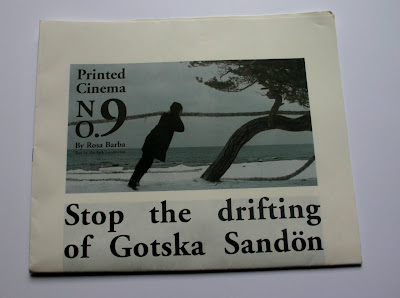 Printed
Cinema
No.9
By Rosa Barba
Stop the drifting
of Gotska Sandön